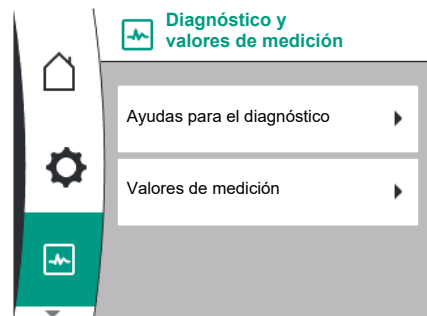 Diagnóstico y
valores de medición
Ayudas para el diagnóstico
Valores de medición